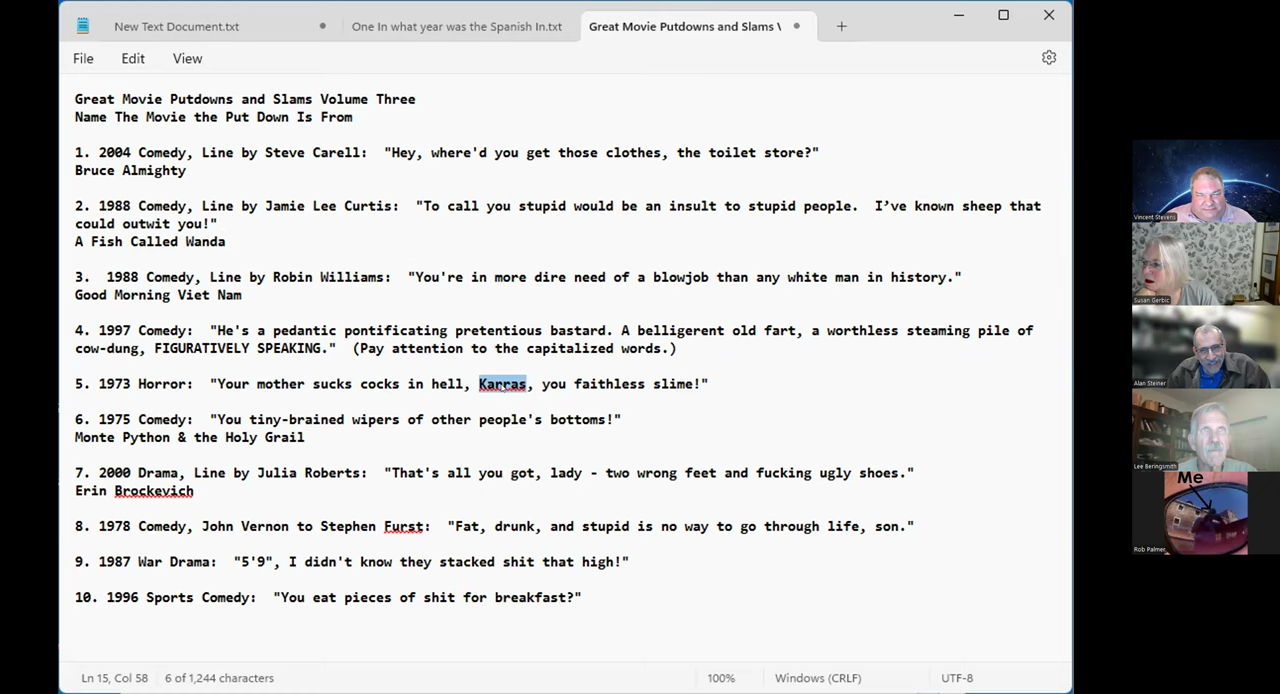 New Text Document.txt
One In what year was the Spanish In.txt
Great Movie Putdowns and Slams \
File
Edit
View
Great Movie Putdowns and Slams Volume Three
Name The Movie the Put Down Is From
1. 2004 Comedy, Line by Steve Carell:  "Hey, where'd you get those clothes, the toilet store?"
Bruce Almighty
2. 1988 Comedy, Line by Jamie Lee Curtis:  "To call you stupid would be an insult to stupid people.  I’ve known sheep that
could outwit you!"
A Fish Called Wanda
3.  1988 Comedy, Line by Robin Williams:  "You're in more dire need of a blowjob than any white man in history."
Good Morning Viet Nam
4. 1997 Comedy:  "He's a pedantic pontificating pretentious bastard. A belligerent old fart, a worthless steaming pile of
cow-dung, FIGURATIVELY SPEAKING."  (Pay attention to the capitalized words.)
5. 1973 Horror:  "Your mother sucks cocks in hell, Karras, you faithless slime!"
6. 1975 Comedy:  "You tiny-brained wipers of other people's bottoms!"
Monte Python & the Holy Grail
7. 2000 Drama, Line by Julia Roberts:  "That's all you got, lady - two wrong feet and fucking ugly shoes."
Erin Brockevich
8. 1978 Comedy, John Vernon to Stephen Furst:  "Fat, drunk, and stupid is no way to go through life, son."
9. 1987 War Drama:  "5'9", I didn't know they stacked shit that high!"
10. 1996 Sports Comedy:  "You eat pieces of shit for breakfast?"
Ln 15, Col 58
6 of 1,244 characters
100%
Windows (CRLF)
UTF-8
Vincent Stevens
Susan Gerbic
Alan Steiner
Lee Beringsmith
Me
Rob Palmer